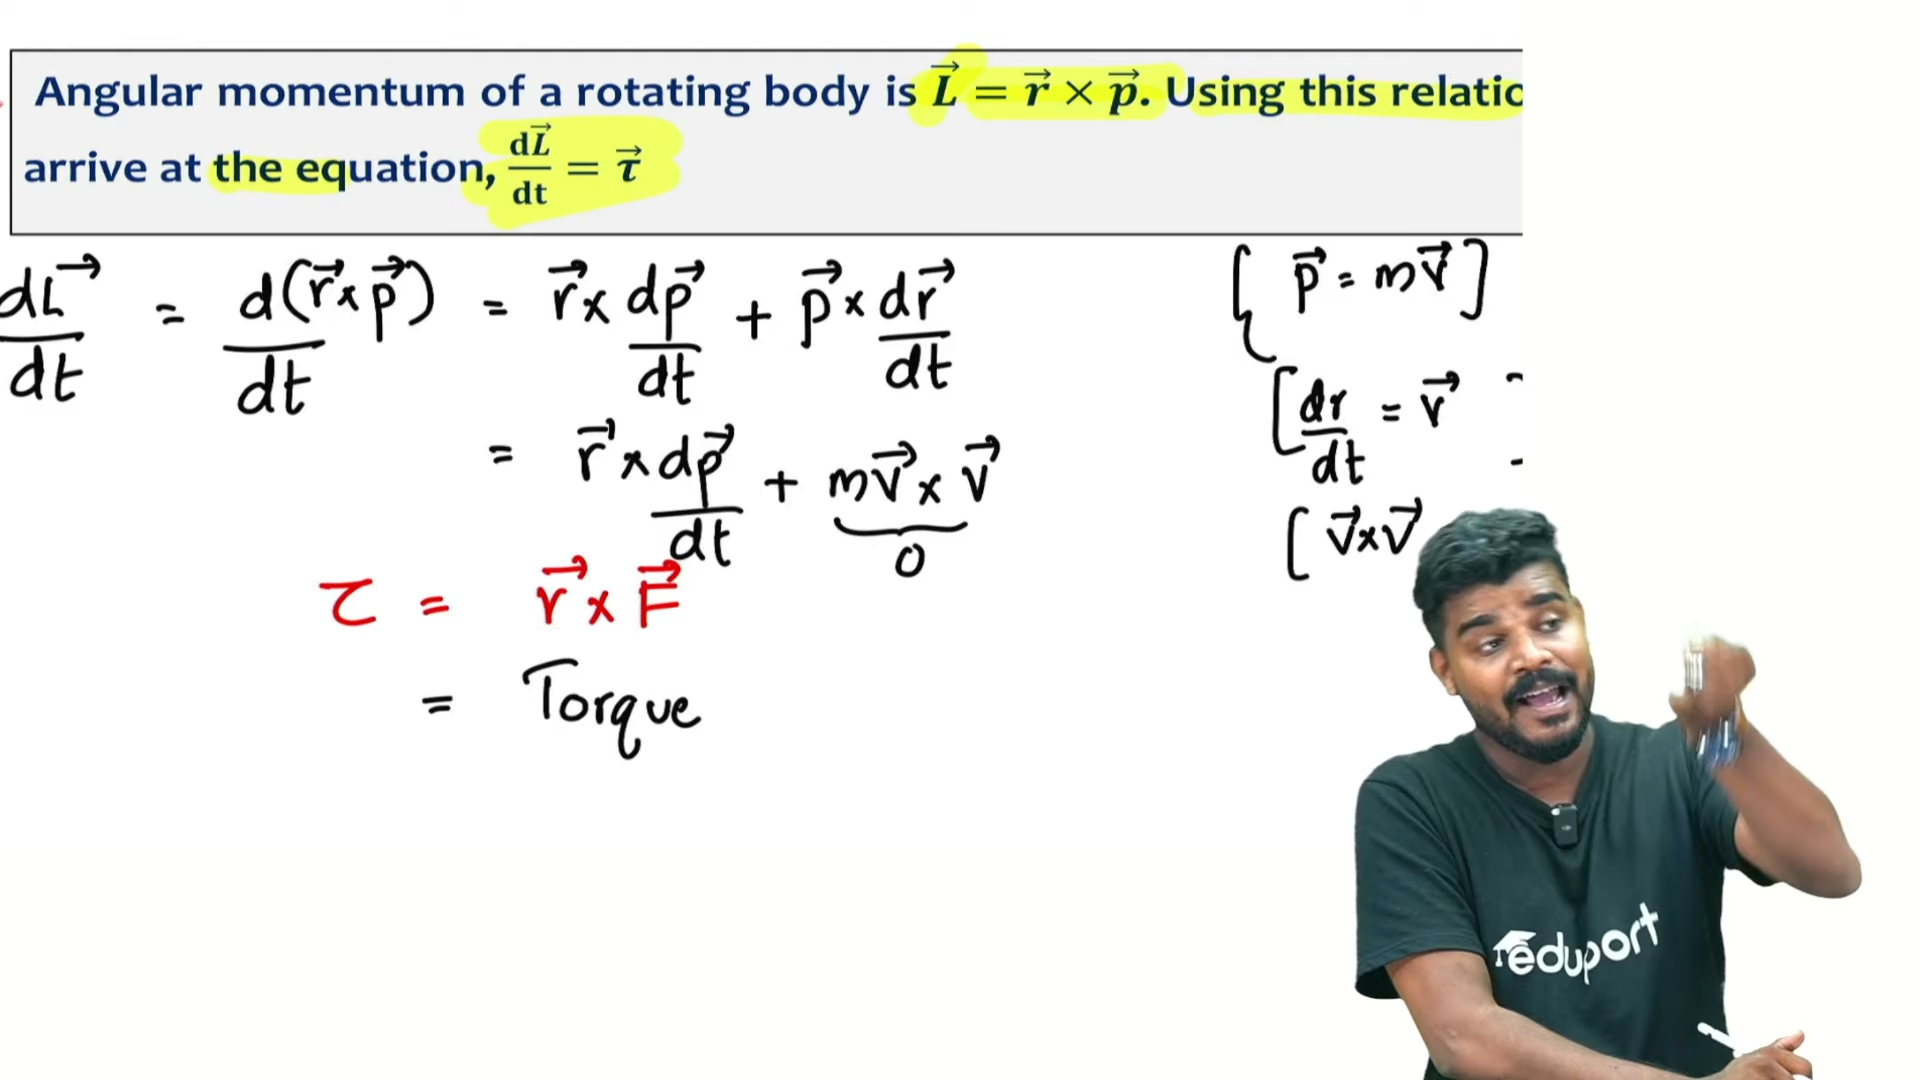 Angular momentum of a rotating body is L⃗ = r⃗ × p⃗. Using this relatio
arrive at the equation, dL⃗/dt = τ⃗
dL⃗/dt = d(r⃗ × p⃗)/dt = r⃗ × dp⃗/dt + p⃗ × dr⃗/dt
[ p⃗ = mv⃗ ]
= r⃗ × dp⃗/dt + mv⃗ × v⃗
0
[ dr/dt = v⃗
[ v⃗ × v⃗
τ = r⃗ × F⃗
= Torque
eduport